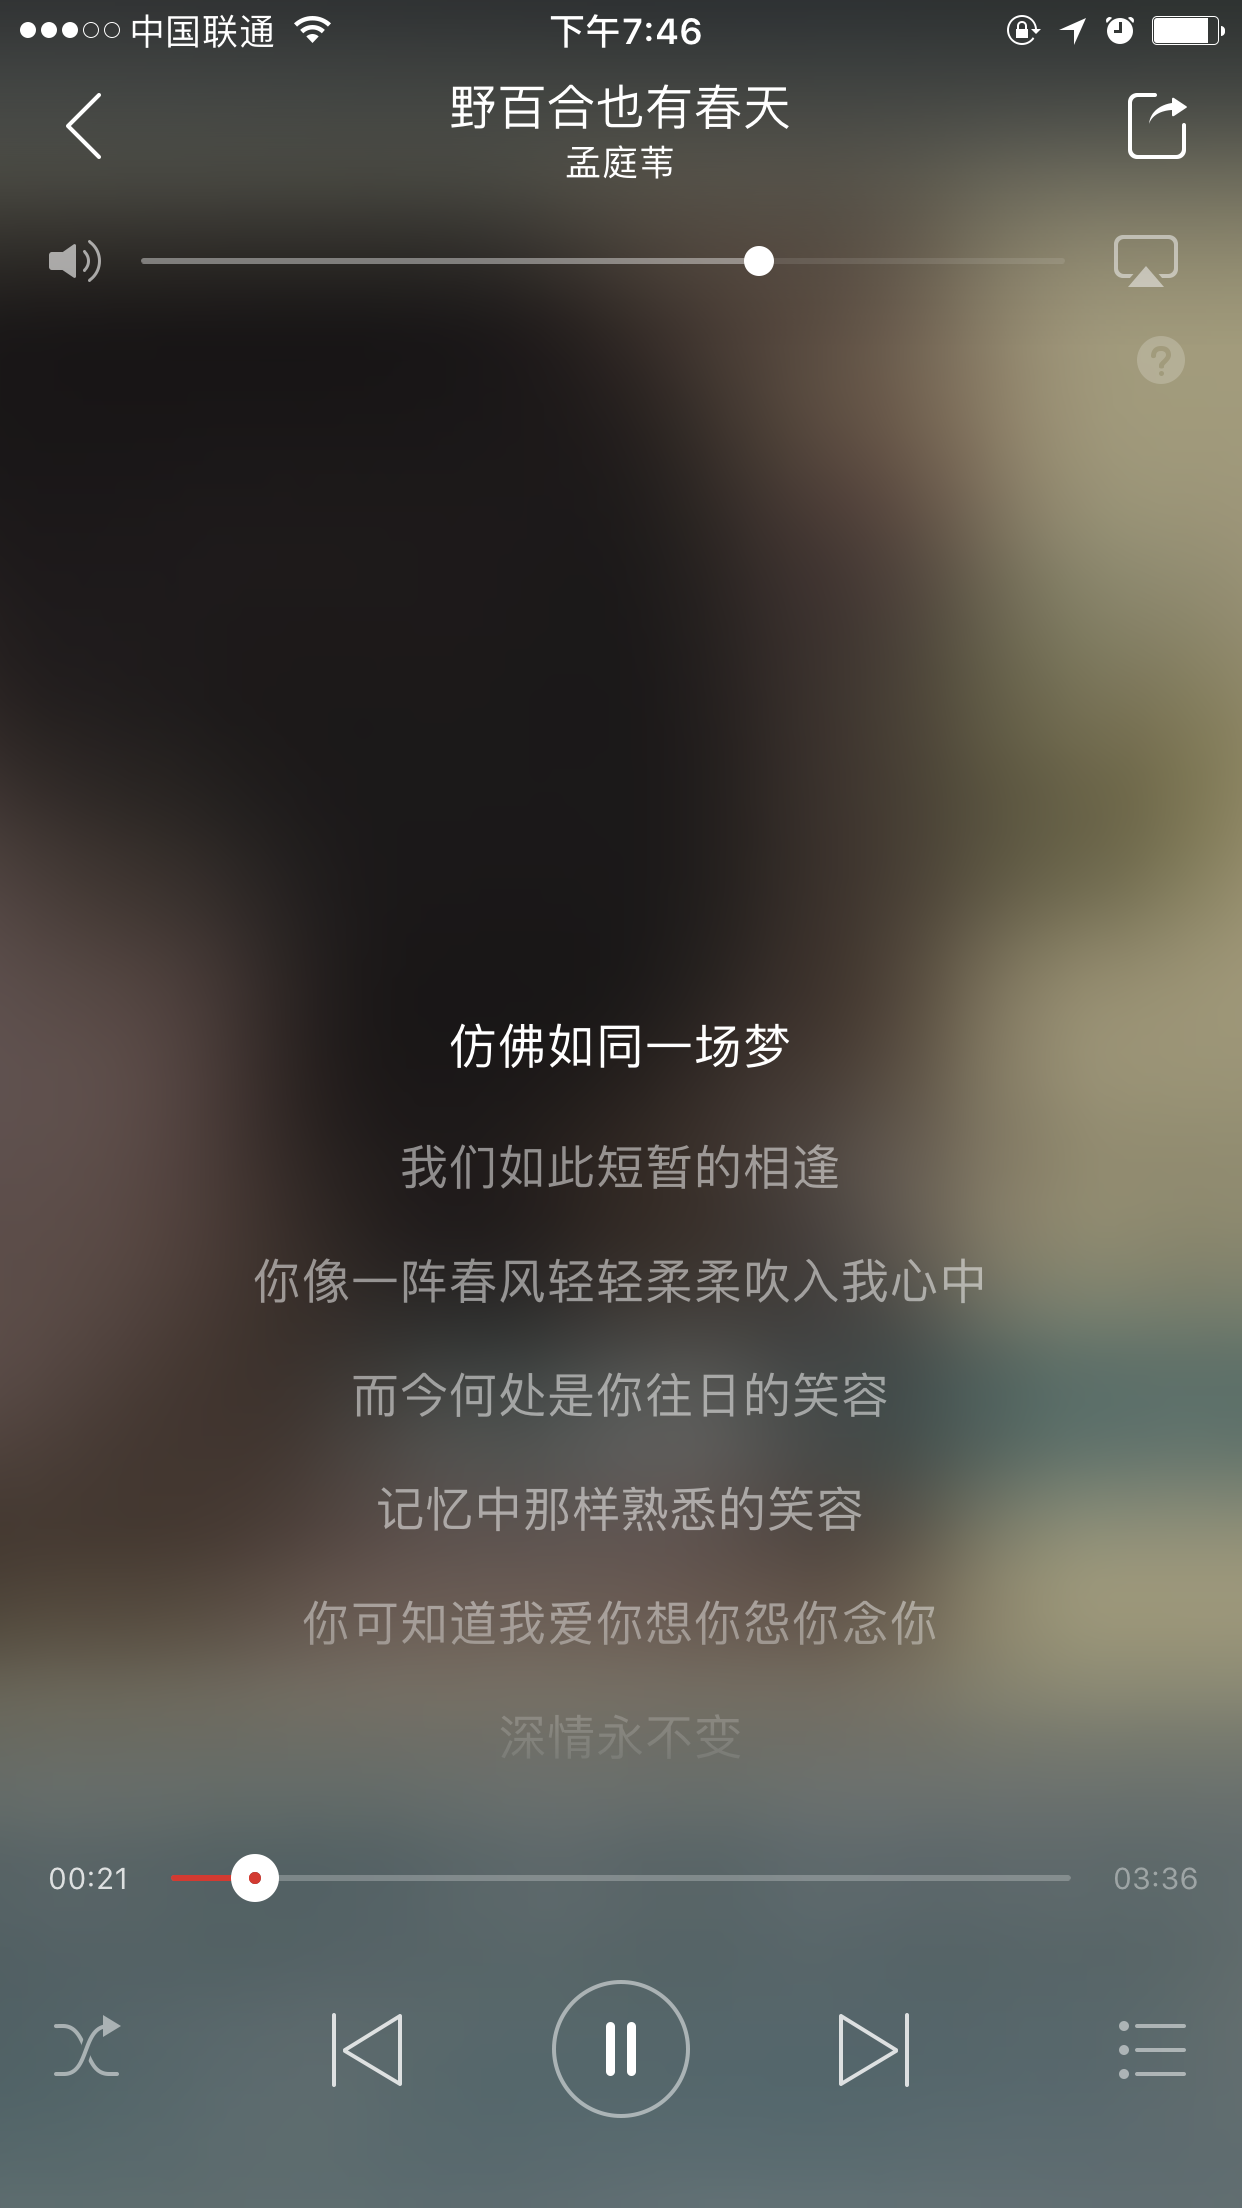 中国联通 下午7:46
野百合也有春天
孟庭苇
?
仿佛如同一场梦
我们如此短暂的相逢
你像一阵春风轻轻柔柔吹入我心中
而今何处是你往日的笑容
记忆中那样熟悉的笑容
你可知道我爱你想你怨你念你
深情永不变
00:21 03:36